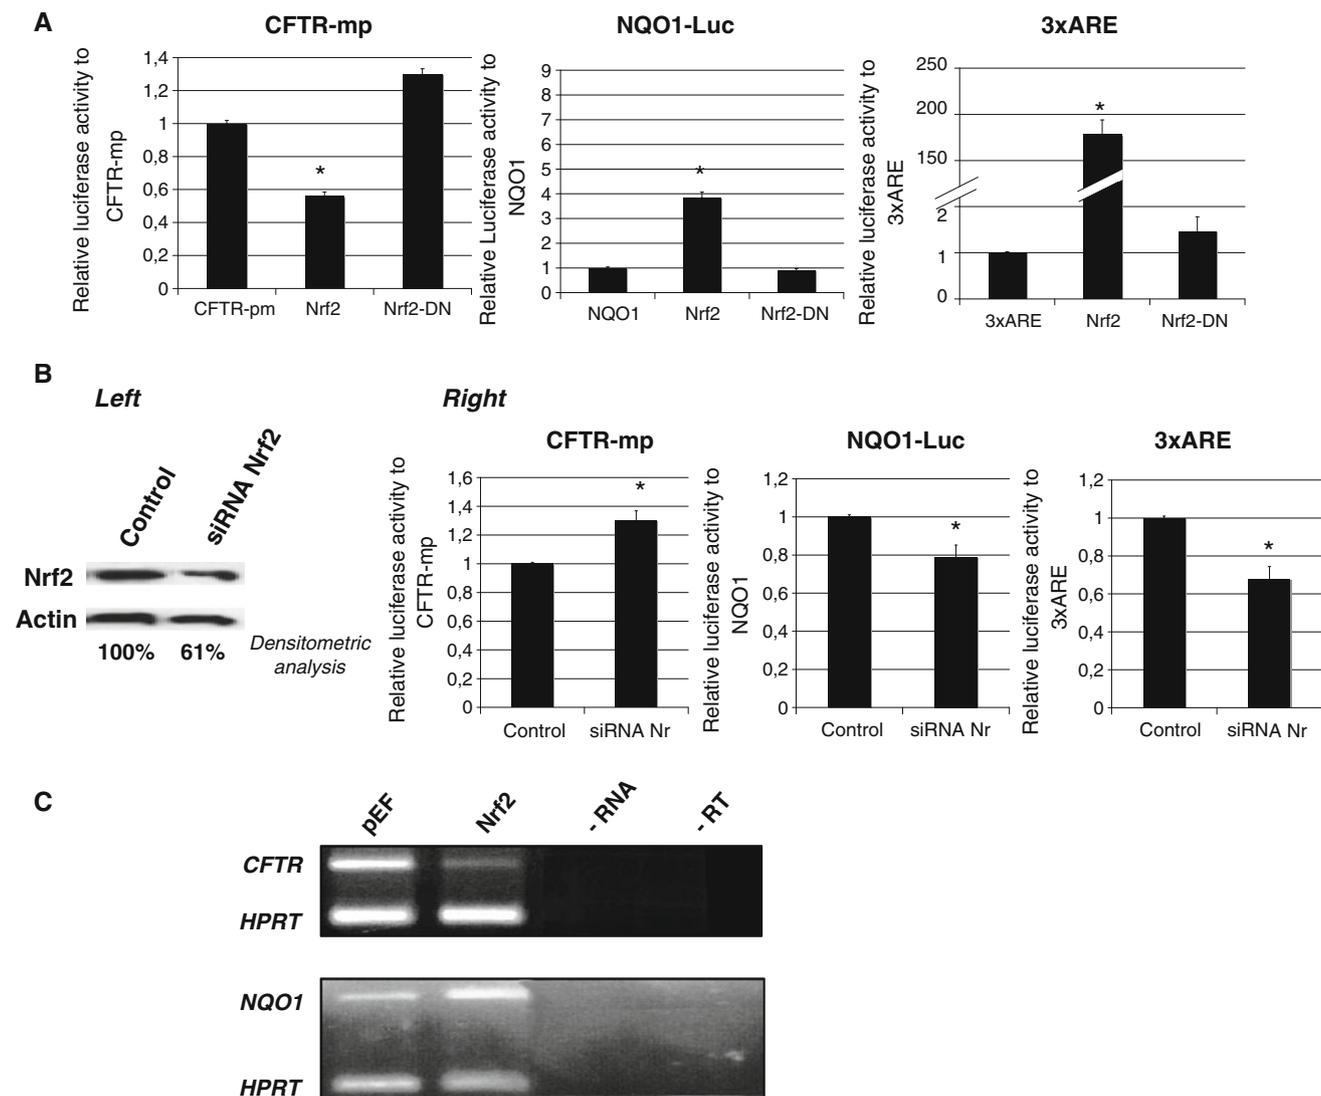 A
CFTR-mp
NQO1-Luc
3xARE
Relative luciferase activity to
CFTR-mp
1,4
1,2
1
0,8
0,6
0,4
0,2
0
*
CFTR-pm
Nrf2
Nrf2-DN
Relative Luciferase activity to
NQO1
9
8
7
6
5
4
3
2
1
0
*
NQO1
Nrf2
Nrf2-DN
Relative luciferase activity to
3xARE
250
200
150
2
1
0
*
3xARE
Nrf2
Nrf2-DN
B
Left
Right
Control
siRNA Nrf2
Nrf2
Actin
100%
61%
Densitometric
analysis
CFTR-mp
NQO1-Luc
3xARE
Relative luciferase activity to
CFTR-mp
1,6
1,4
1,2
1
0,8
0,6
0,4
0,2
0
*
Control
siRNA Nr
Relative luciferase activity to
NQO1
1,2
1
0,8
0,6
0,4
0,2
0
*
Control
siRNA Nr
Relative luciferase activity to
3xARE
1,2
1
0,8
0,6
0,4
0,2
0
*
Control
siRNA Nr
C
pEF
Nrf2
- RNA
- RT
CFTR
HPRT
NQO1
HPRT